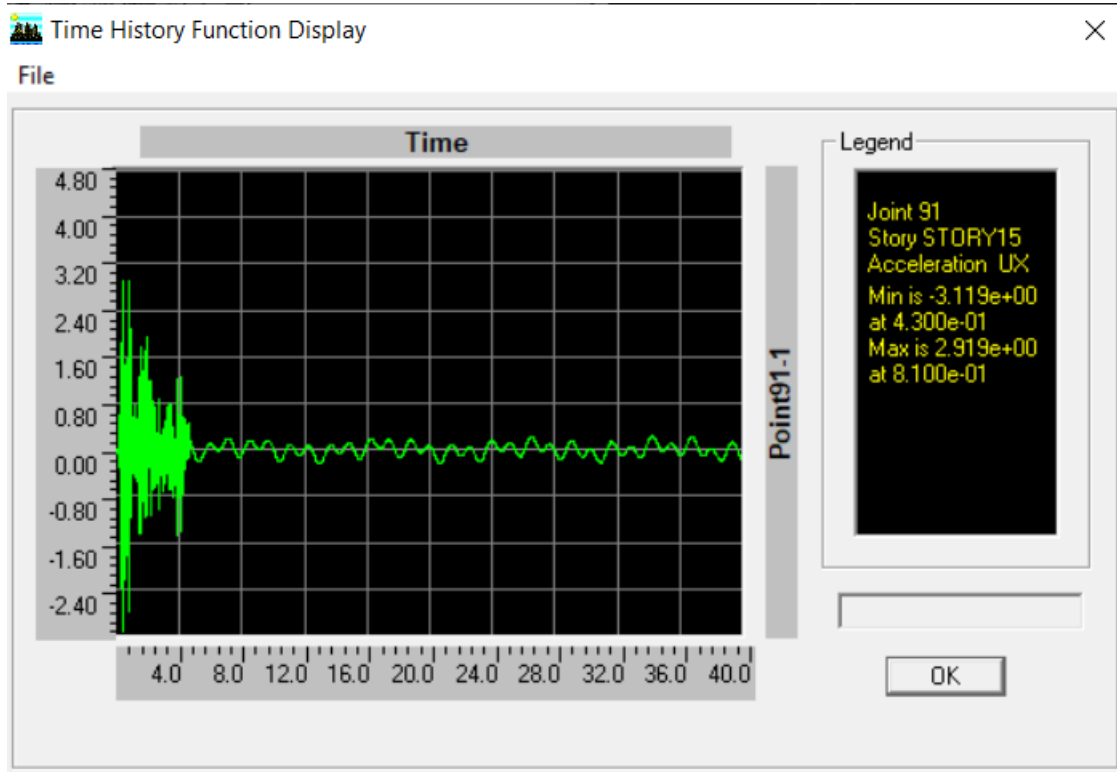 Time History Function Display
File
Time
4.80
4.00
3.20
2.40
1.60
0.80
0.00
-0.80
-1.60
-2.40
4.0 8.0 12.0 16.0 20.0 24.0 28.0 32.0 36.0 40.0
Point91-1
Legend
Joint 91
Story STORY15
Acceleration UX
Min is -3.119e+00
at 4.300e-01
Max is 2.919e+00
at 8.100e-01
OK